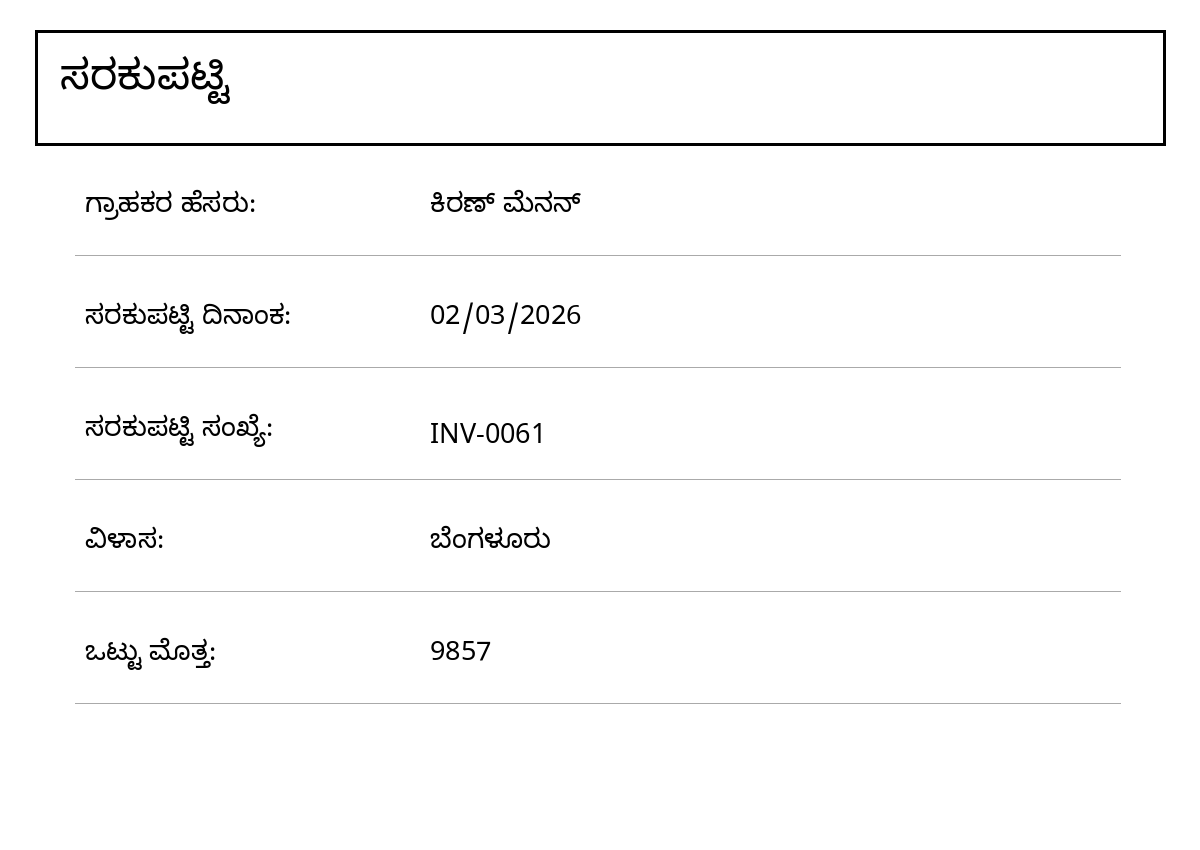 ಸರಕುಪಟ್ಟಿ
ಗ್ರಾಹಕರ ಹೆಸರು: ಕಿರಣ್ ಮೆನನ್
ಸರಕುಪಟ್ಟಿ ದಿನಾಂಕ: 02/03/2026
ಸರಕುಪಟ್ಟಿ ಸಂಖ್ಯೆ: INV-0061
ವಿಳಾಸ: ಬೆಂಗಳೂರು
ಒಟ್ಟು ಮೊತ್ತ: 9857